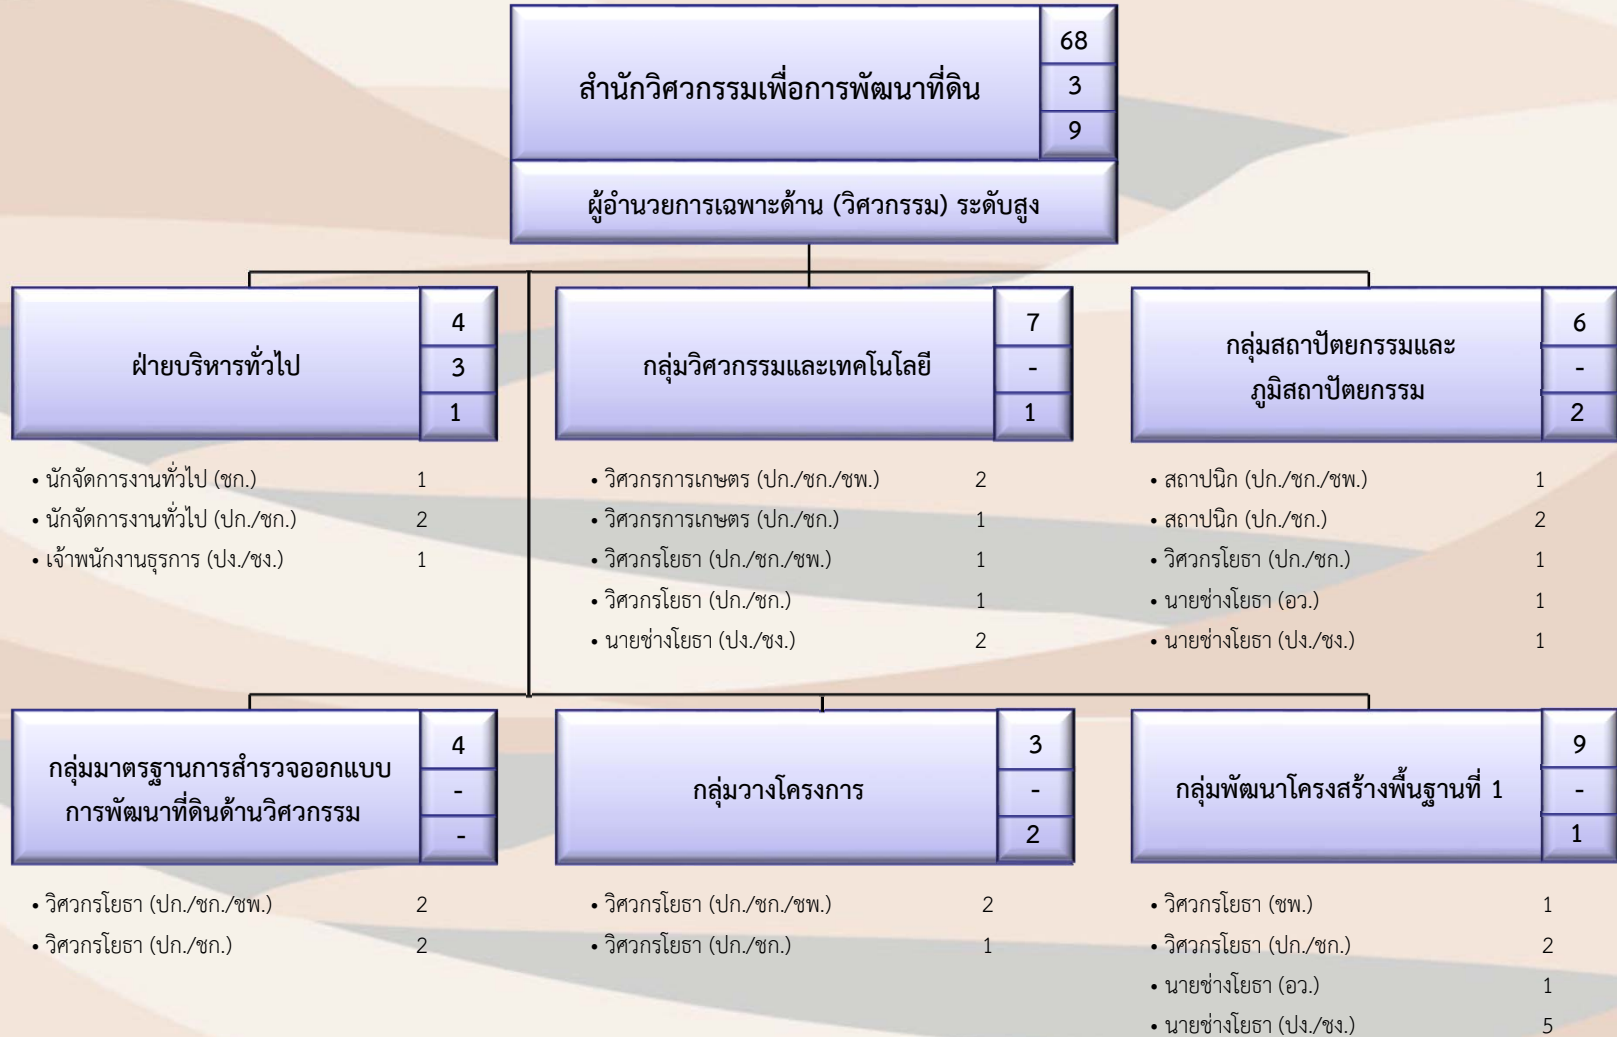 สำนักวิศวกรรมเพื่อการพัฒนาที่ดิน
68
3
9
ผู้อำนวยการเฉพาะด้าน (วิศวกรรม) ระดับสูง
ฝ่ายบริหารทั่วไป
4
3
1
• นักจัดการงานทั่วไป (ชก.) 1
• นักจัดการงานทั่วไป (ปก./ชก.) 2
• เจ้าพนักงานธุรการ (ปง./ชง.) 1
กลุ่มวิศวกรรมและเทคโนโลยี
7
-
1
• วิศวกรการเกษตร (ปก./ชก./ชพ.) 2
• วิศวกรการเกษตร (ปก./ชก.) 1
• วิศวกรโยธา (ปก./ชก./ชพ.) 1
• วิศวกรโยธา (ปก./ชก.) 1
• นายช่างโยธา (ปง./ชง.) 2
กลุ่มสถาปัตยกรรมและ
ภูมิสถาปัตยกรรม
6
-
2
• สถาปนิก (ปก./ชก./ชพ.) 1
• สถาปนิก (ปก./ชก.) 2
• วิศวกรโยธา (ปก./ชก.) 1
• นายช่างโยธา (อว.) 1
• นายช่างโยธา (ปง./ชง.) 1
กลุ่มมาตรฐานการสำรวจออกแบบ
การพัฒนาที่ดินด้านวิศวกรรม
4
-
-
• วิศวกรโยธา (ปก./ชก./ชพ.) 2
• วิศวกรโยธา (ปก./ชก.) 2
กลุ่มวางโครงการ
3
-
2
• วิศวกรโยธา (ปก./ชก./ชพ.) 2
• วิศวกรโยธา (ปก./ชก.) 1
กลุ่มพัฒนาโครงสร้างพื้นฐานที่ 1
9
-
1
• วิศวกรโยธา (ชพ.) 1
• วิศวกรโยธา (ปก./ชก.) 2
• นายช่างโยธา (อว.) 1
• นายช่างโยธา (ปง./ชง.) 5